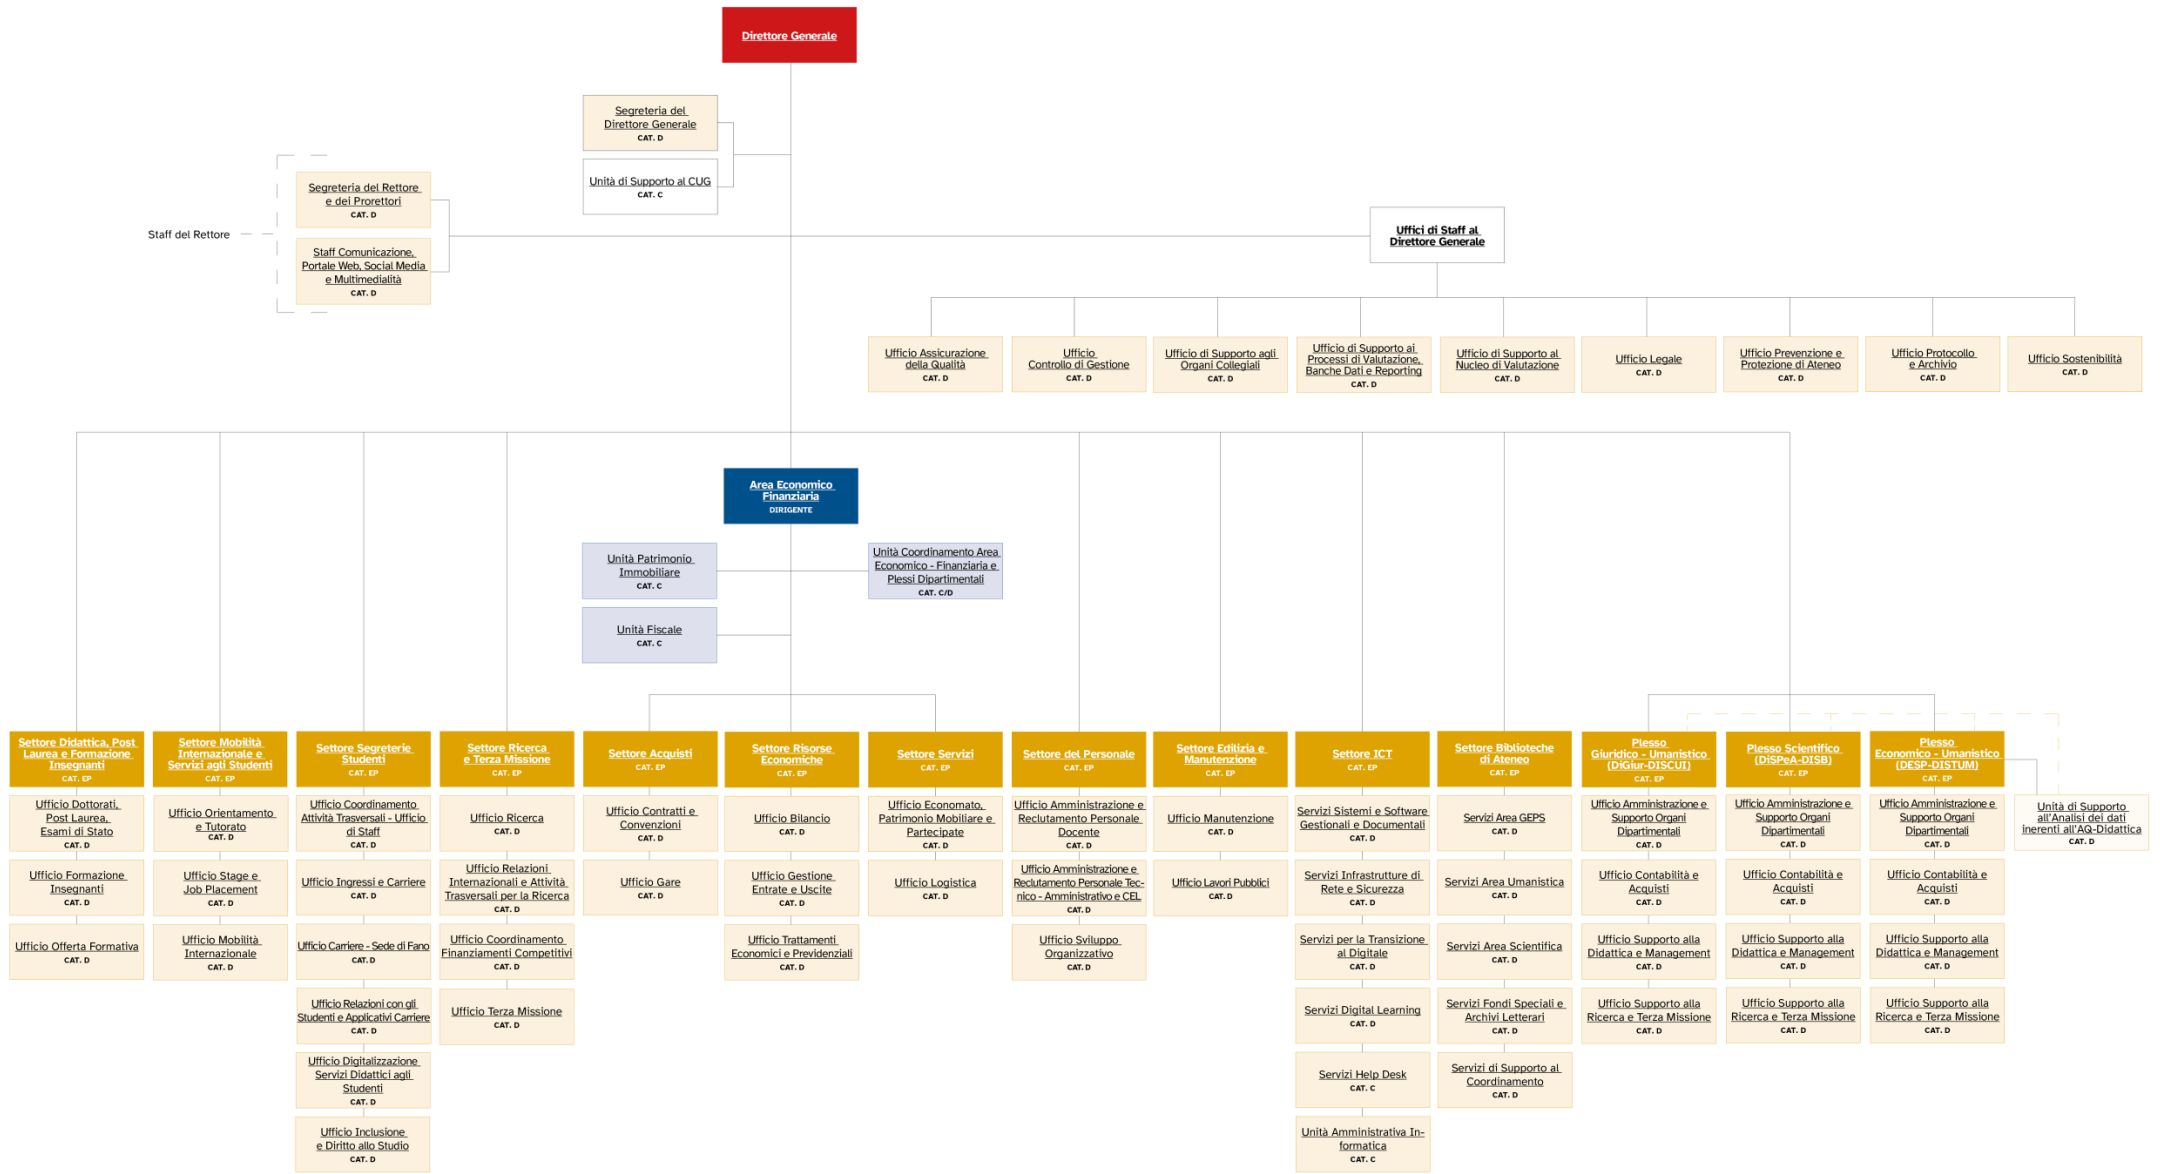 Direttore Generale
Segreteria del
Direttore Generale
CAT. D
Unità di Supporto al CUG
CAT. C
Staff del Rettore
Segreteria del Rettore
e dei Prorettori
CAT. D
Staff Comunicazione,
Portale Web, Social Media
e Multimedialità
CAT. D
Uffici di Staff al
Direttore Generale
Ufficio Assicurazione
della Qualità
CAT. D
Ufficio
Controllo di Gestione
CAT. D
Ufficio di Supporto agli
Organi Collegiali
CAT. D
Ufficio di Supporto ai
Processi di Valutazione,
Banche Dati e Reporting
CAT. D
Ufficio di Supporto al
Nucleo di Valutazione
CAT. D
Ufficio Legale
CAT. D
Ufficio Prevenzione e
Protezione di Ateneo
CAT. D
Ufficio Protocollo
e Archivio
CAT. D
Ufficio Sostenibilità
CAT. D
Area Economico
Finanziaria
DIRIGENTE
Unità Patrimonio
Immobiliare
CAT. C
Unità Coordinamento Area
Economico - Finanziaria e
Plessi Dipartimentali
CAT. C/D
Unità Fiscale
CAT. C
Settore Didattica, Post
Laurea e Formazione
Insegnanti
CAT. EP
Ufficio Dottorati,
Post Laurea,
Esami di Stato
CAT. D
Ufficio Formazione
Insegnanti
CAT. D
Ufficio Offerta Formativa
CAT. D
Settore Mobilità
Internazionale e
Servizi agli Studenti
CAT. EP
Ufficio Orientamento
e Tutorato
CAT. D
Ufficio Stage e
Job Placement
CAT. D
Ufficio Mobilità
Internazionale
CAT. D
Settore Segreterie
Studenti
CAT. EP
Ufficio Coordinamento
Attività Trasversali - Ufficio
di Staff
CAT. D
Ufficio Ingressi e Carriere
CAT. D
Ufficio Carriere - Sede di Fano
CAT. D
Ufficio Relazioni con gli
Studenti e Applicativi Carriere
CAT. D
Ufficio Digitalizzazione
Servizi Didattici agli
Studenti
CAT. D
Ufficio Inclusione
e Diritto allo Studio
CAT. D
Settore Ricerca
e Terza Missione
CAT. EP
Ufficio Ricerca
CAT. D
Ufficio Relazioni
Internazionali e Attività
Trasversali per la Ricerca
CAT. D
Ufficio Coordinamento
Finanziamenti Competitivi
CAT. D
Ufficio Terza Missione
CAT. D
Settore Acquisti
CAT. EP
Ufficio Contratti e
Convenzioni
CAT. D
Ufficio Gare
CAT. D
Settore Risorse
Economiche
CAT. EP
Ufficio Bilancio
CAT. D
Ufficio Gestione
Entrate e Uscite
CAT. D
Ufficio Trattamenti
Economici e Previdenziali
CAT. D
Settore Servizi
CAT. EP
Ufficio Economato,
Patrimonio Mobiliare e
Partecipate
CAT. D
Ufficio Logistica
CAT. D
Settore del Personale
CAT. EP
Ufficio Amministrazione e
Reclutamento Personale
Docente
CAT. D
Ufficio Amministrazione e
Reclutamento Personale Tec-
nico - Amministrativo e CEL
CAT. D
Ufficio Sviluppo
Organizzativo
CAT. D
Settore Edilizia e
Manutenzione
CAT. EP
Ufficio Manutenzione
CAT. D
Ufficio Lavori Pubblici
CAT. D
Settore ICT
CAT. EP
Servizi Sistemi e Software
Gestionali e Documentali
CAT. D
Servizi Infrastrutture di
Rete e Sicurezza
CAT. D
Servizi per la Transizione
al Digitale
CAT. D
Servizi Digital Learning
CAT. D
Servizi Help Desk
CAT. C
Unità Amministrativa In-
formatica
CAT. C
Settore Biblioteche
di Ateneo
CAT. EP
Servizi Area GEPS
CAT. D
Servizi Area Umanistica
CAT. D
Servizi Area Scientifica
CAT. D
Servizi Fondi Speciali e
Archivi Letterari
CAT. D
Servizi di Supporto al
Coordinamento
CAT. D
Plesso
Giuridico - Umanistico
(DiGiur-DISCUI)
CAT. EP
Ufficio Amministrazione e
Supporto Organi
Dipartimentali
CAT. D
Ufficio Contabilità e
Acquisti
CAT. D
Ufficio Supporto alla
Didattica e Management
CAT. D
Ufficio Supporto alla
Ricerca e Terza Missione
CAT. D
Plesso Scientifico
(DiSPeA-DISB)
CAT. EP
Ufficio Amministrazione e
Supporto Organi
Dipartimentali
CAT. D
Ufficio Contabilità e
Acquisti
CAT. D
Ufficio Supporto alla
Didattica e Management
CAT. D
Ufficio Supporto alla
Ricerca e Terza Missione
CAT. D
Plesso
Economico - Umanistico
(DESP-DISTUM)
CAT. EP
Ufficio Amministrazione e
Supporto Organi
Dipartimentali
CAT. D
Ufficio Contabilità e
Acquisti
CAT. D
Ufficio Supporto alla
Didattica e Management
CAT. D
Ufficio Supporto alla
Ricerca e Terza Missione
CAT. D
Unità di Supporto
all'Analisi dei dati
inerenti all'AQ-Didattica
CAT. D